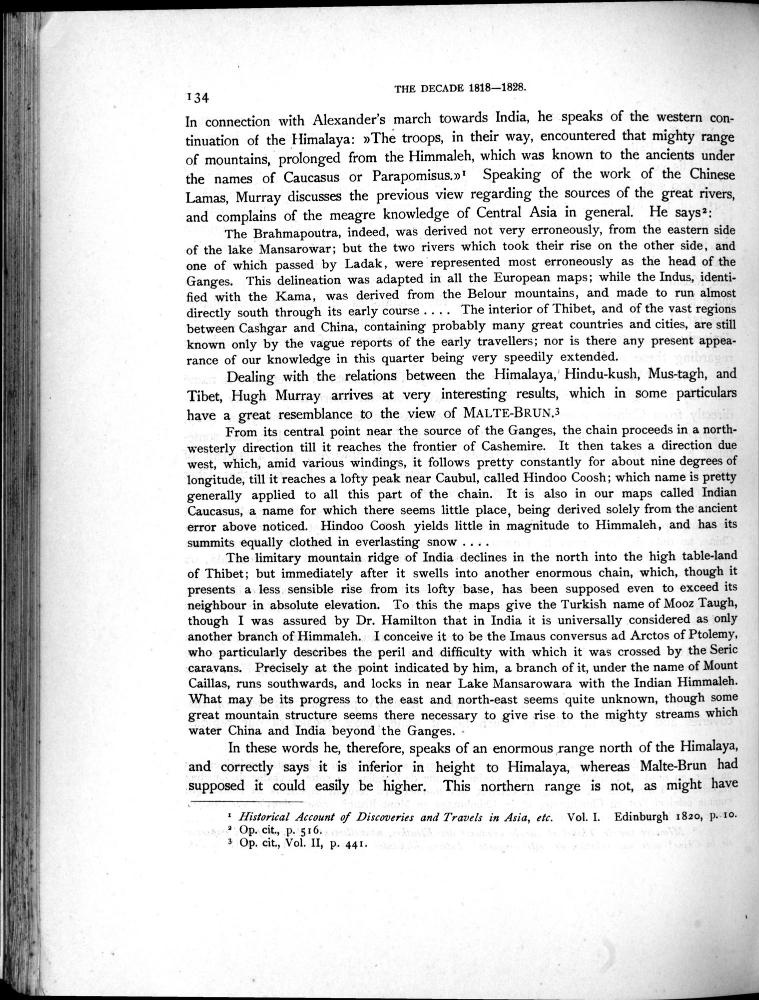 134
THE DECADE 1818—1828.
In connection with Alexander's march towards India, he speaks of the western con-
tinuation of the Himalaya: »The troops, in their way, encountered that mighty range
of mountains, prolonged from the Himmaleh, which was known to the ancients under
the names of Caucasus or Parapomisus.»¹ Speaking of the work of the Chinese
Lamas, Murray discusses the previous view regarding the sources of the great rivers,
and complains of the meagre knowledge of Central Asia in general. He says²:
The Brahmapoutra, indeed, was derived not very erroneously, from the eastern side
of the lake Mansarowar; but the two rivers which took their rise on the other side, and
one of which passed by Ladak, were represented most erroneously as the head of the
Ganges. This delineation was adapted in all the European maps; while the Indus, identi-
fied with the Kama, was derived from the Belour mountains, and made to run almost
directly south through its early course .... The interior of Thibet, and of the vast regions
between Cashgar and China, containing probably many great countries and cities, are still
known only by the vague reports of the early travellers; nor is there any present appea-
rance of our knowledge in this quarter being very speedily extended.
Dealing with the relations between the Himalaya, Hindu-kush, Mus-tagh, and
Tibet, Hugh Murray arrives at very interesting results, which in some particulars
have a great resemblance to the view of MALTE-BRUN.³
From its central point near the source of the Ganges, the chain proceeds in a north-
westerly direction till it reaches the frontier of Cashemire. It then takes a direction due
west, which, amid various windings, it follows pretty constantly for about nine degrees of
longitude, till it reaches a lofty peak near Caubul, called Hindoo Coosh; which name is pretty
generally applied to all this part of the chain. It is also in our maps called Indian
Caucasus, a name for which there seems little place, being derived solely from the ancient
error above noticed. Hindoo Coosh yields little in magnitude to Himmaleh, and has its
summits equally clothed in everlasting snow ....
The limitary mountain ridge of India declines in the north into the high table-land
of Thibet; but immediately after it swells into another enormous chain, which, though it
presents a less sensible rise from its lofty base, has been supposed even to exceed its
neighbour in absolute elevation. To this the maps give the Turkish name of Mooz Taugh,
though I was assured by Dr. Hamilton that in India it is universally considered as only
another branch of Himmaleh. I conceive it to be the Imaus conversus ad Arctos of Ptolemy,
who particularly describes the peril and difficulty with which it was crossed by the Seric
caravans. Precisely at the point indicated by him, a branch of it, under the name of Mount
Caillas, runs southwards, and locks in near Lake Mansarowara with the Indian Himmaleh.
What may be its progress to the east and north-east seems quite unknown, though some
great mountain structure seems there necessary to give rise to the mighty streams which
water China and India beyond the Ganges.
In these words he, therefore, speaks of an enormous range north of the Himalaya,
and correctly says it is inferior in height to Himalaya, whereas Malte-Brun had
supposed it could easily be higher. This northern range is not, as might have
¹ Historical Account of Discoveries and Travels in Asia, etc. Vol. I. Edinburgh 1820, p. 10.
² Op. cit., p. 516.
³ Op. cit., Vol. II, p. 441.